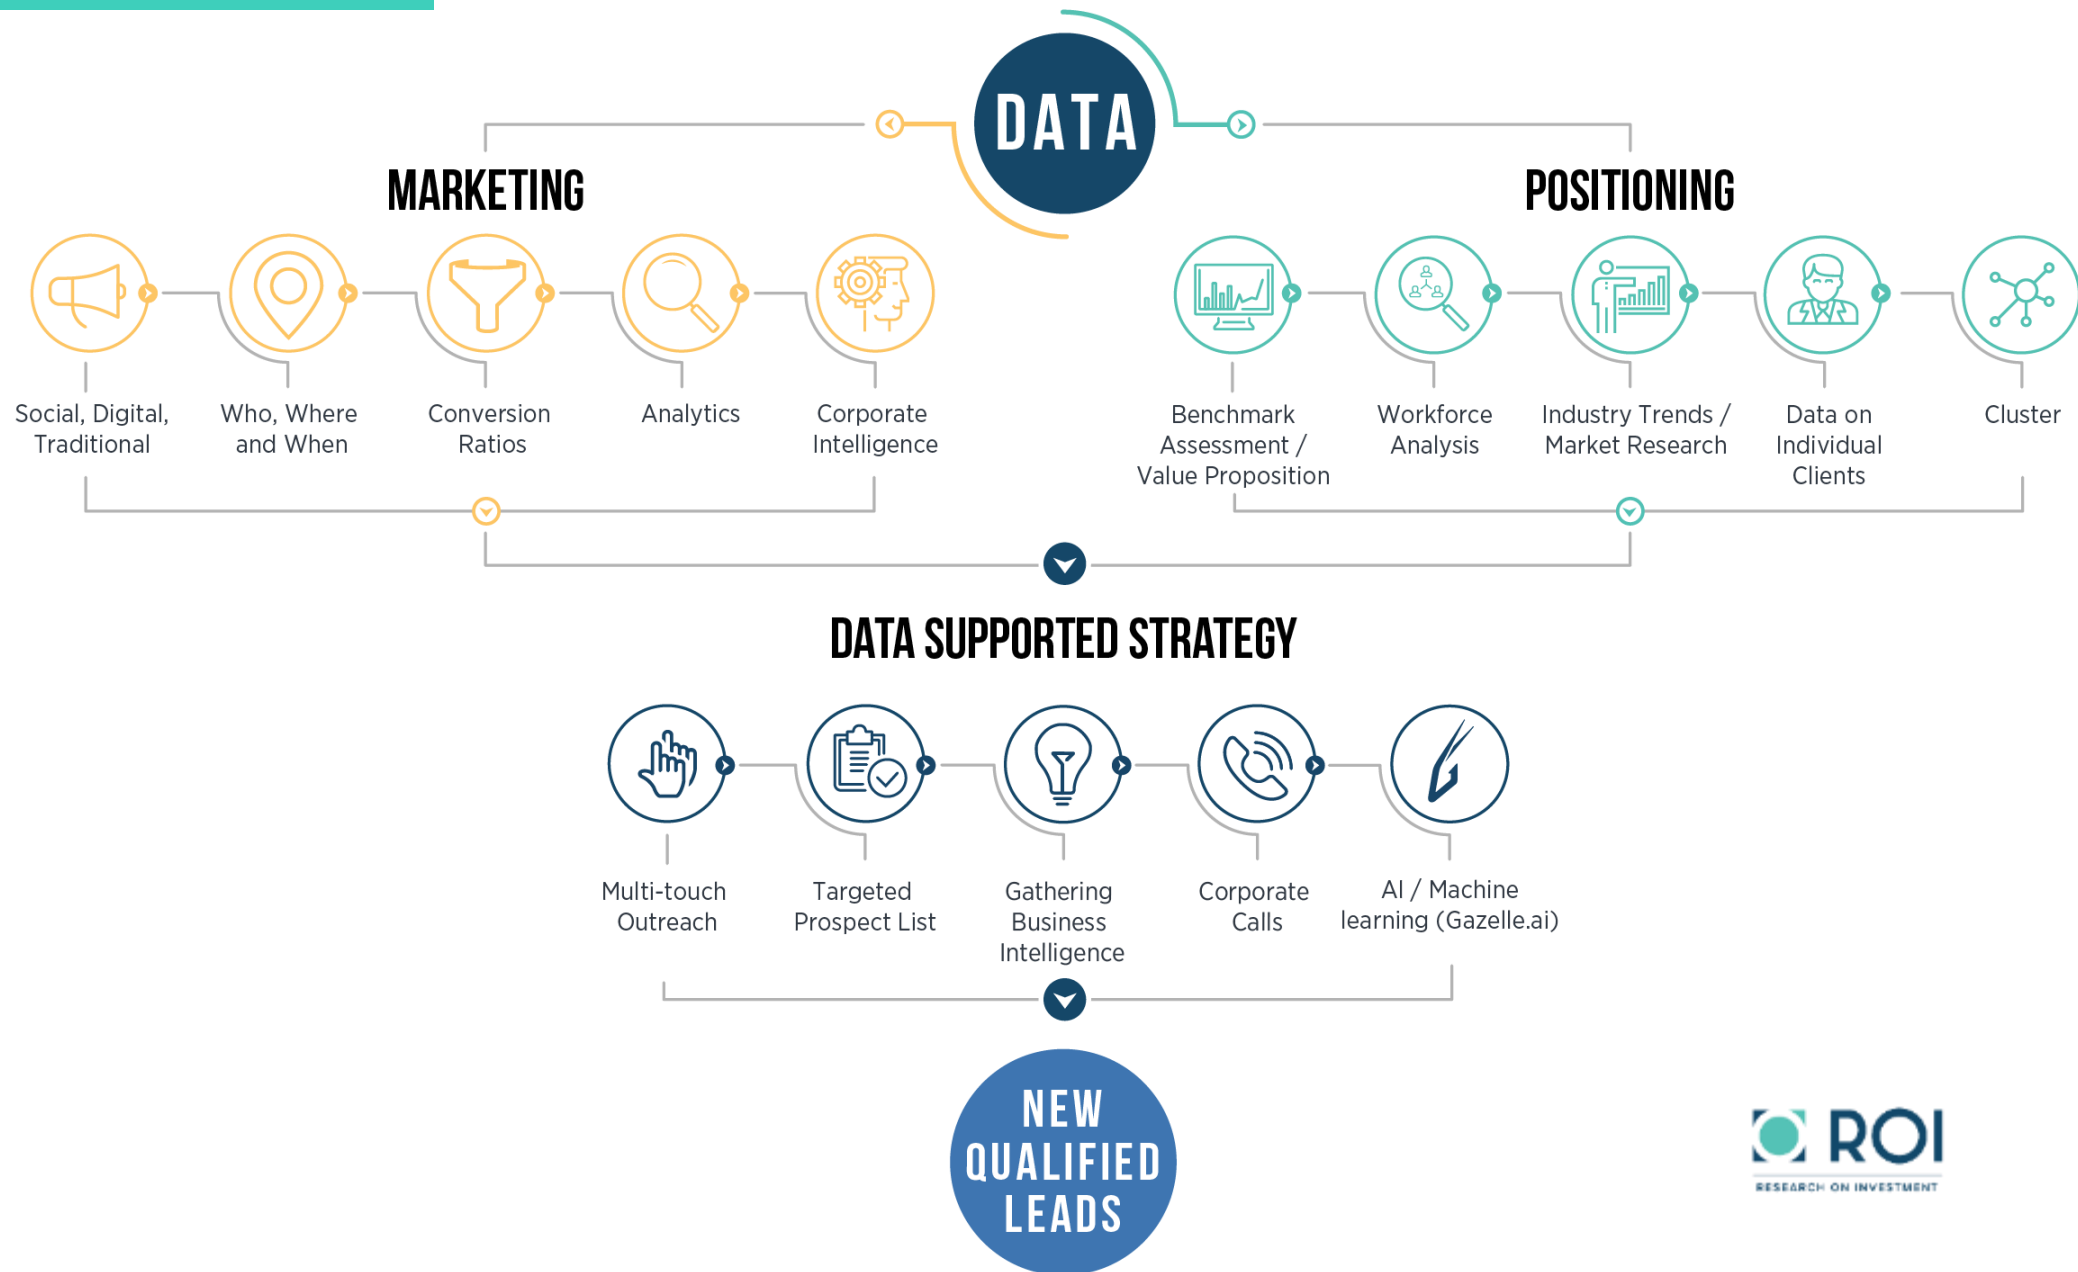 DATA
MARKETING
Social, Digital,
Traditional
Who, Where
and When
Conversion
Ratios
Analytics
Corporate
Intelligence
POSITIONING
Benchmark
Assessment /
Value Proposition
Workforce
Analysis
Industry Trends /
Market Research
Data on
Individual
Clients
Cluster
DATA SUPPORTED STRATEGY
Multi-touch
Outreach
Targeted
Prospect List
Gathering
Business
Intelligence
Corporate
Calls
AI / Machine
learning (Gazelle.ai)
NEW
QUALIFIED
LEADS
ROI
RESEARCH ON INVESTMENT